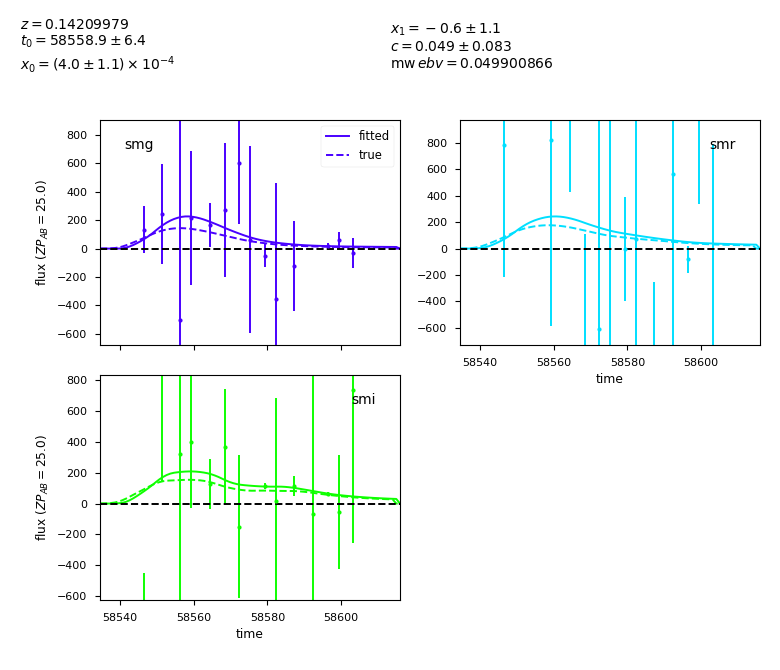 z = 0.14209979
t₀ = 58558.9 ± 6.4
x₀ = (4.0 ± 1.1) × 10⁻⁴
x₁ = −0.6 ± 1.1
c = 0.049 ± 0.083
mw ebv = 0.049900866
smg
fitted
true
800
600
400
200
0
−200
−400
−600
flux (ZP_AB = 25.0)
smr
800
600
400
200
0
−200
−400
−600
58540 58560 58580 58600
time
smi
800
600
400
200
0
−200
−400
−600
flux (ZP_AB = 25.0)
58540 58560 58580 58600
time